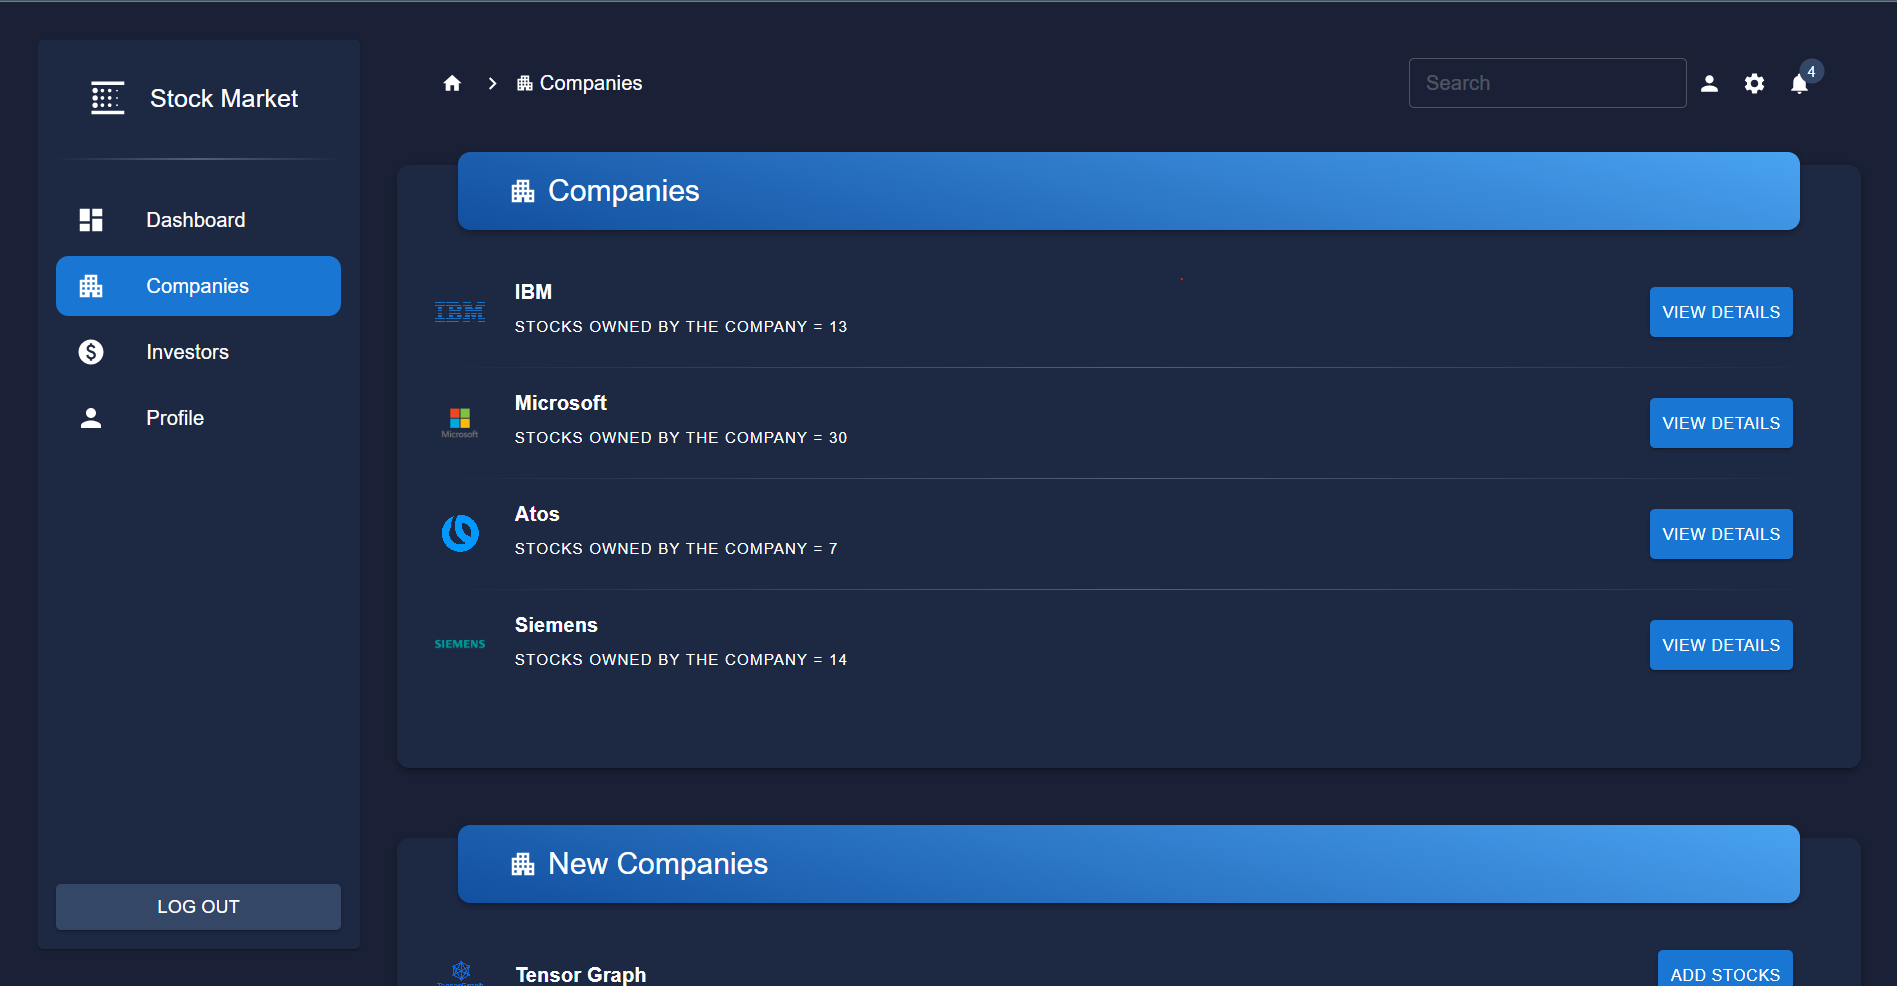 Stock Market
Dashboard
Companies
Investors
Profile
LOG OUT
Companies
Search
4
Companies
IBM
IBM
STOCKS OWNED BY THE COMPANY = 13
VIEW DETAILS
Microsoft
Microsoft
STOCKS OWNED BY THE COMPANY = 30
VIEW DETAILS
Atos
STOCKS OWNED BY THE COMPANY = 7
VIEW DETAILS
SIEMENS
Siemens
STOCKS OWNED BY THE COMPANY = 14
VIEW DETAILS
New Companies
Tensor Graph
ADD STOCKS